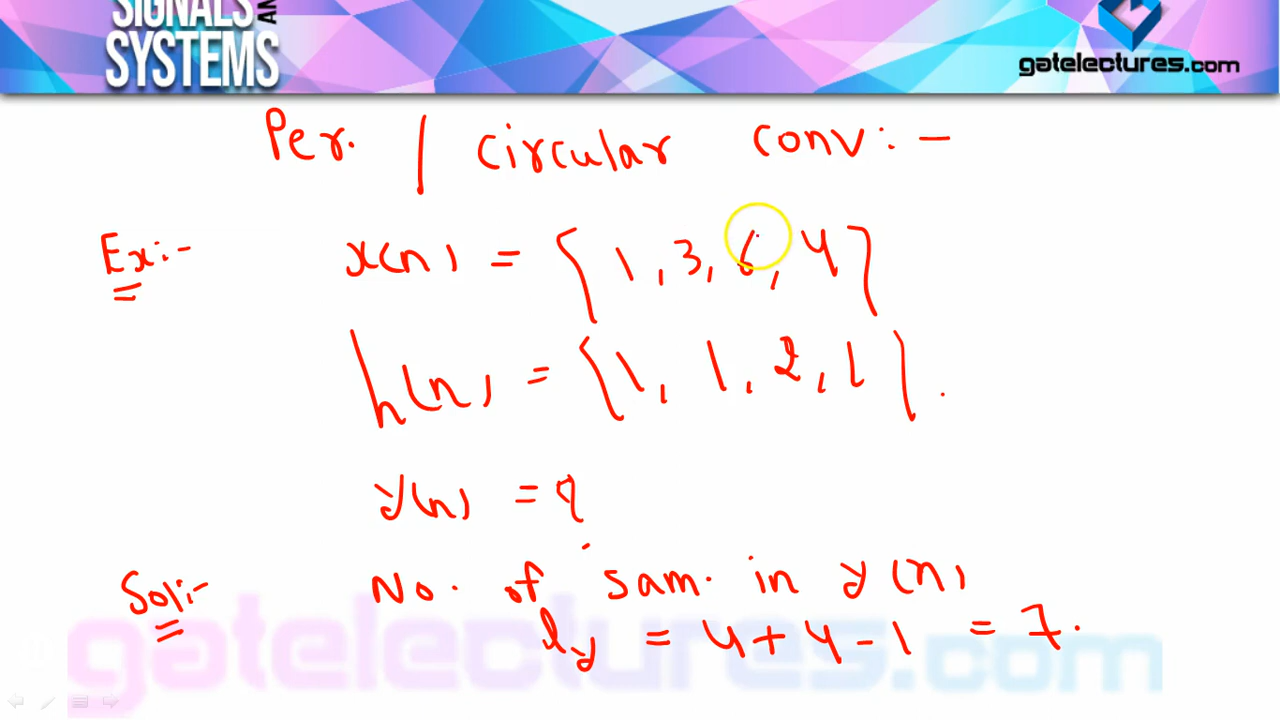 SIGNALS AND
SYSTEMS
gatelectures.com
Per. / circular conv:-
Ex:- x(n) = {1, 3, 6, 4}
h(n) = {1, 1, 2, 1}.
y(n) = ?
Sol:- No. of sam. in y(n)
ly = 4+4-1 = 7.
gatelectures.com